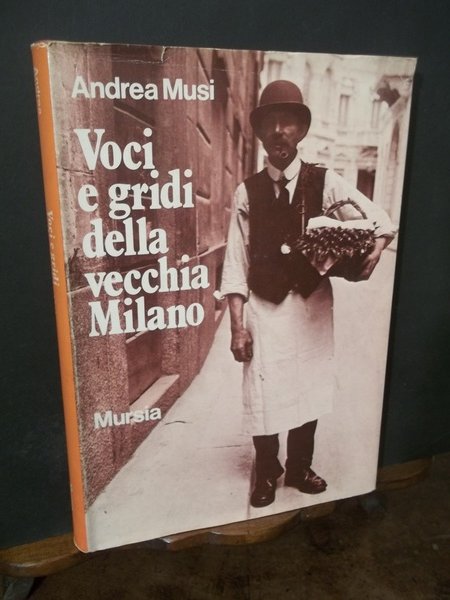 Andrea Musi
Voci
e gridi
della
vecchia
Milano
Mursia